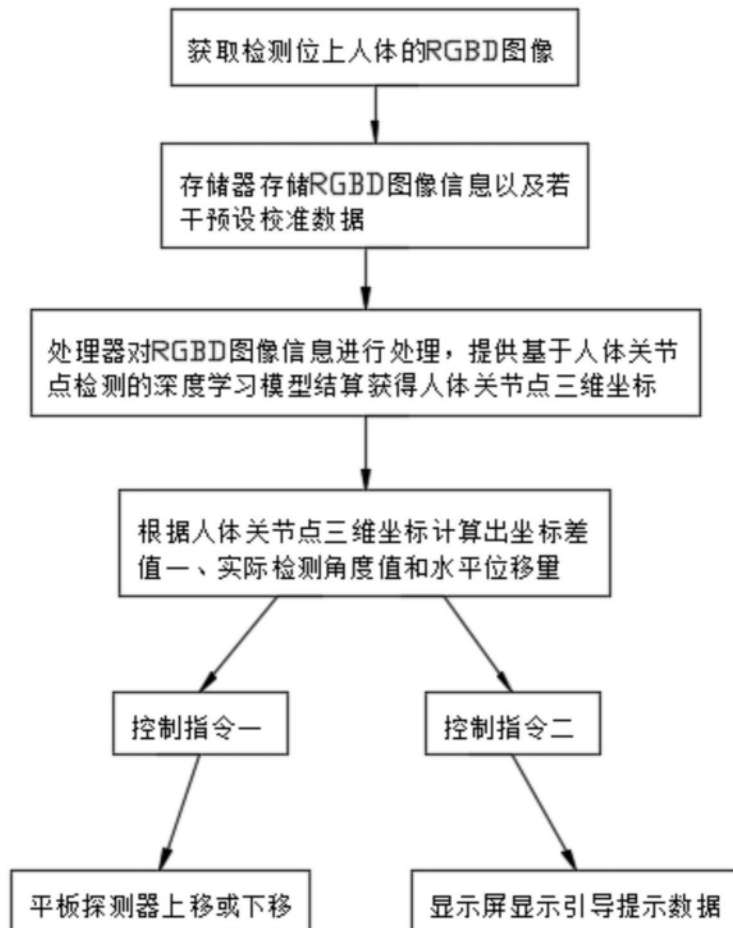 获取检测位上人体的RGBD图像
存储器存储RGBD图像信息以及若
干预设校准数据
处理器对RGBD图像信息进行处理，提供基于人体关节
点检测的深度学习模型结算获得人体关节点三维坐标
根据人体关节点三维坐标计算出坐标差
值一、实际检测角度值和水平位移量
控制指令一
控制指令二
平板探测器上移或下移
显示屏显示引导提示数据